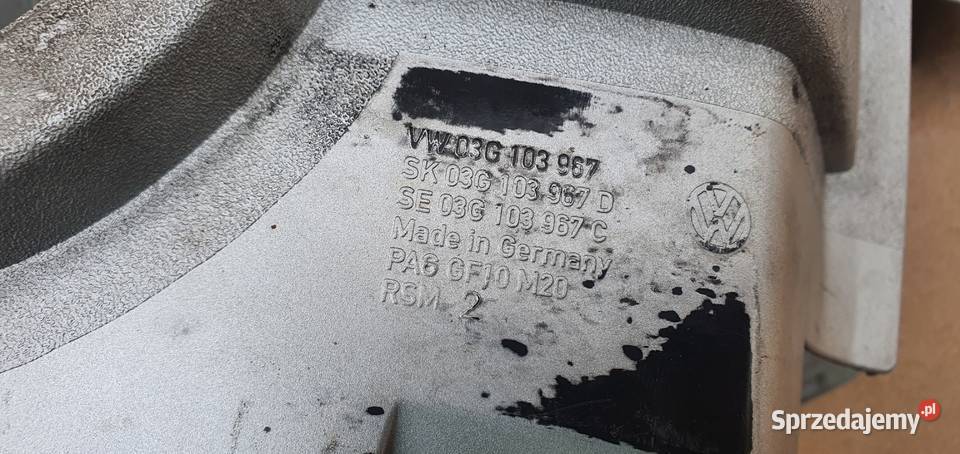 VW 03G 103 967
SK 03G 103 967 D
SE 03G 103 967 C
Made in Germany
PA6 GF10 M20
RSM 2
Sprzedajemy.pl